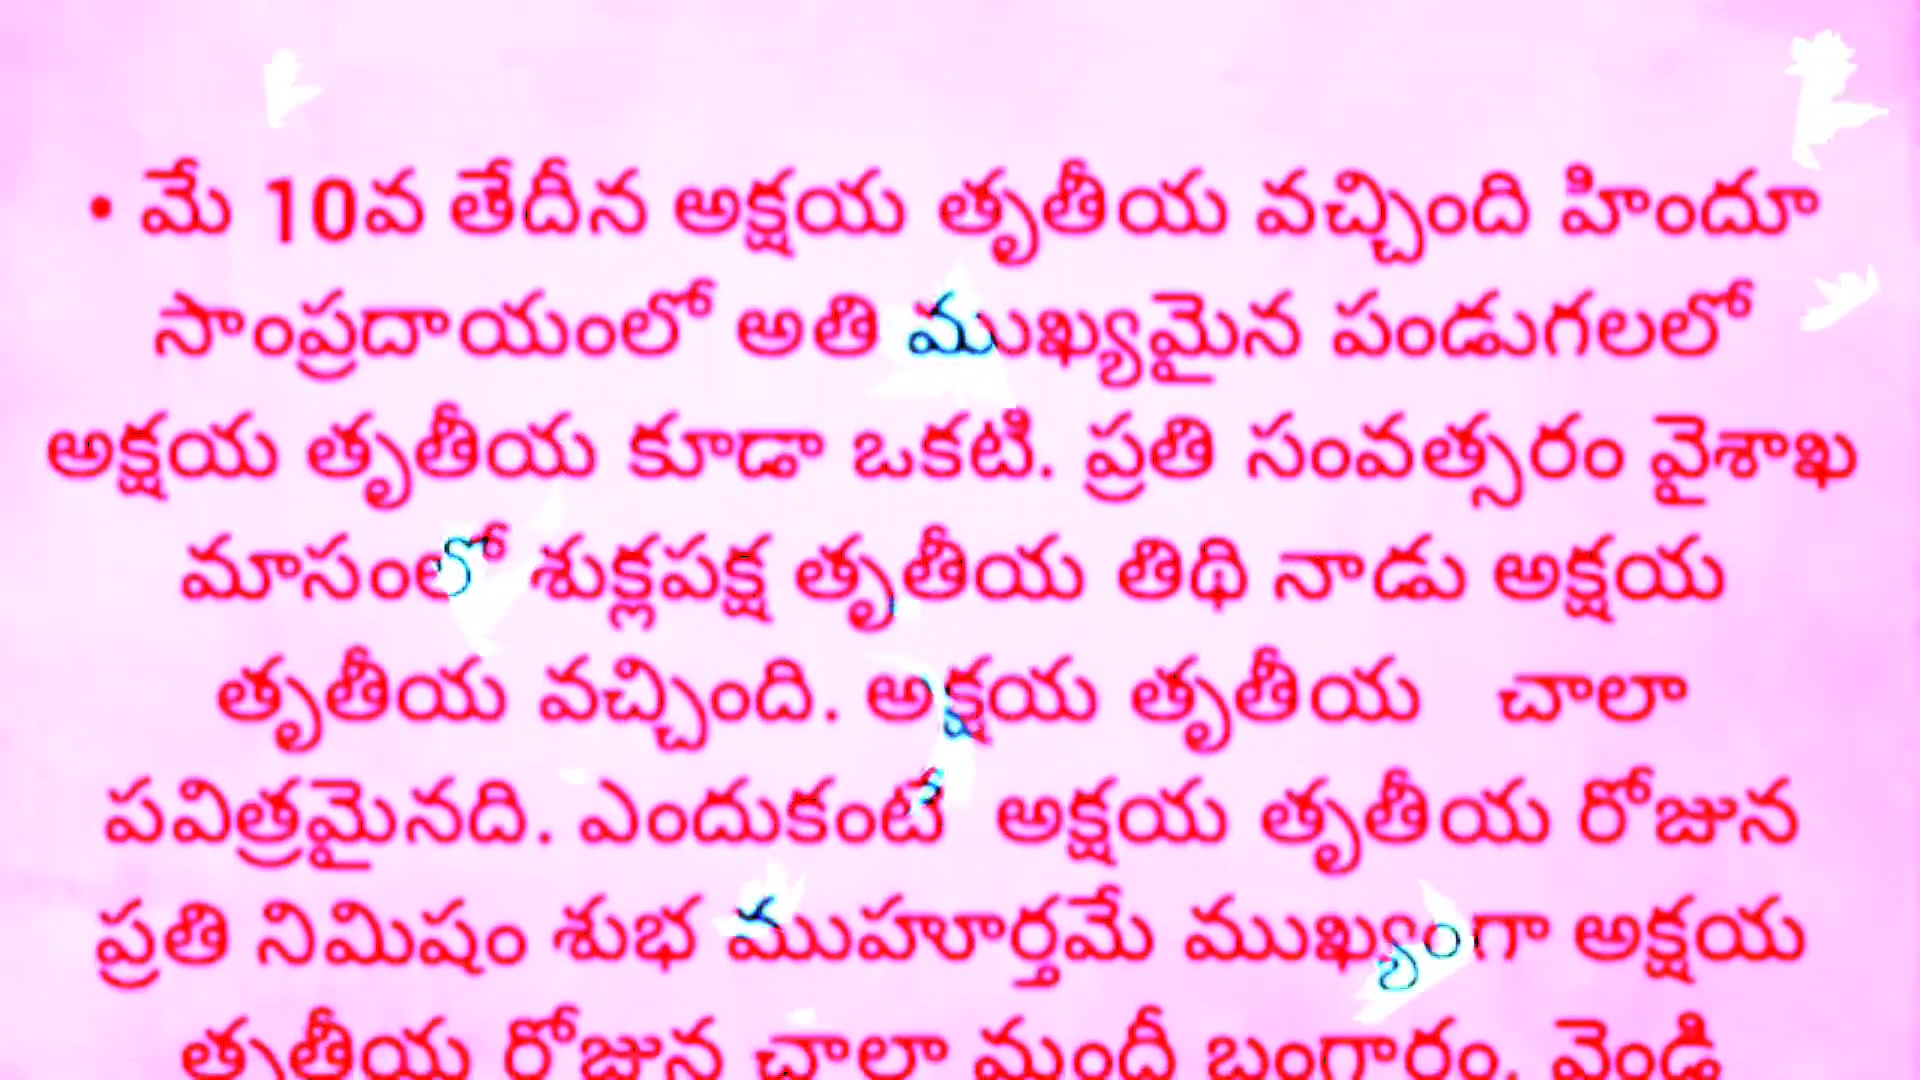 • మే 10వ తేదీన అక్షయ తృతీయ వచ్చింది హిందూ
సాంప్రదాయంలో అతి ముఖ్యమైన పండుగలలో
అక్షయ తృతీయ కూడా ఒకటి. ప్రతి సంవత్సరం వైశాఖ
మాసంలో శుక్లపక్ష తృతీయ తిథి నాడు అక్షయ
తృతీయ వచ్చింది. అక్షయ తృతీయ చాలా
పవిత్రమైనది. ఎందుకంటే అక్షయ తృతీయ రోజున
ప్రతి నిమిషం శుభ ముహూర్తమే ముఖ్యంగా అక్షయ
తృతీయ రోజున చాలా మందీ బంగారం, వెండి